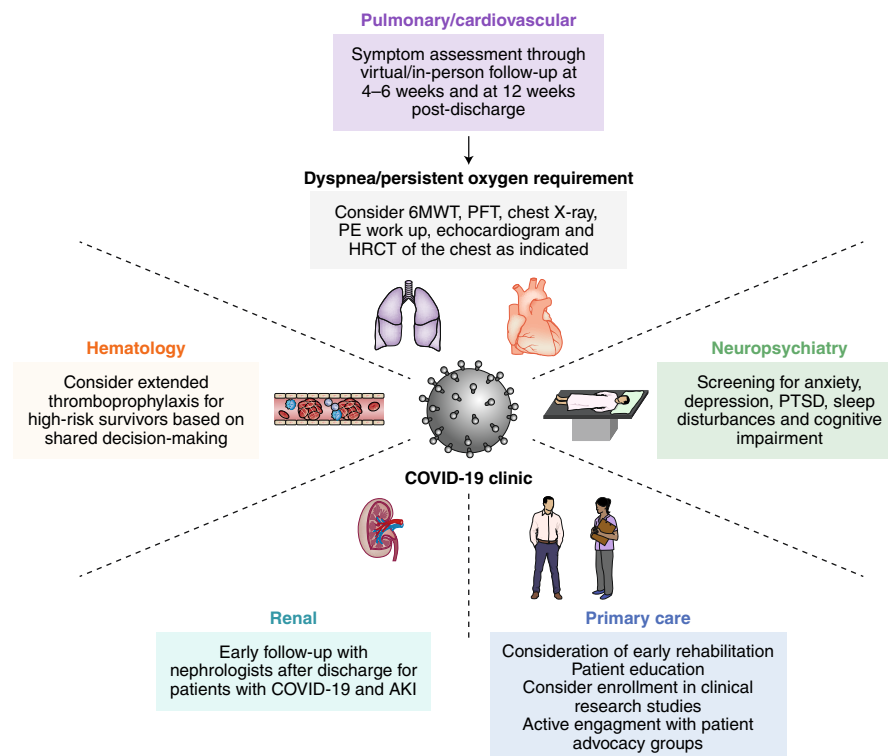 Pulmonary/cardiovascular
Symptom assessment through
virtual/in-person follow-up at
4–6 weeks and at 12 weeks
post-discharge
Dyspnea/persistent oxygen requirement
Consider 6MWT, PFT, chest X-ray,
PE work up, echocardiogram and
HRCT of the chest as indicated
Hematology
Consider extended
thromboprophylaxis for
high-risk survivors based on
shared decision-making
Neuropsychiatry
Screening for anxiety,
depression, PTSD, sleep
disturbances and cognitive
impairment
COVID-19 clinic
Renal
Early follow-up with
nephrologists after discharge for
patients with COVID-19 and AKI
Primary care
Consideration of early rehabilitation
Patient education
Consider enrollment in clinical
research studies
Active engagment with patient
advocacy groups